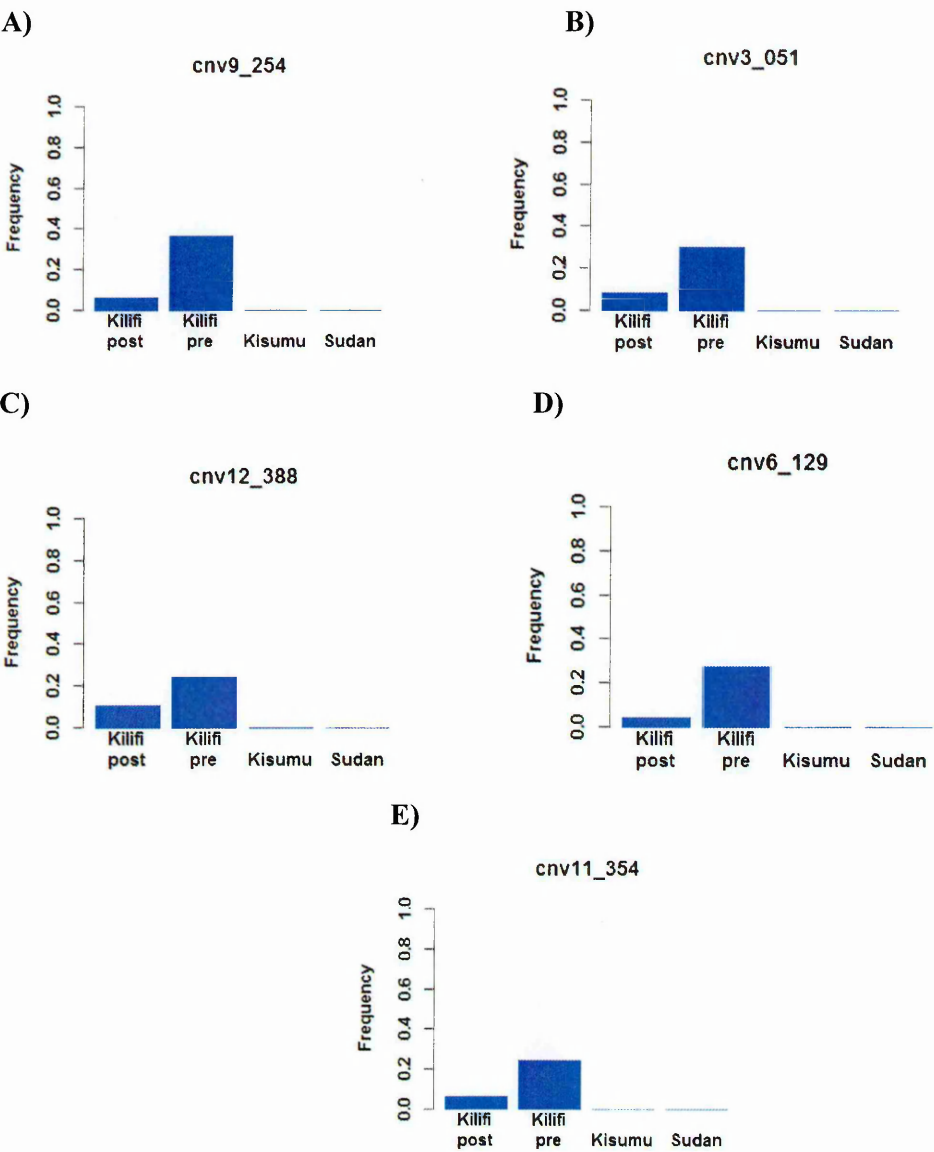 A)
cnv9_254
Frequency
0.0 0.2 0.4 0.6 0.8 1.0
Kilifi Kilifi
post pre Kisumu Sudan
B)
cnv3_051
Frequency
0.0 0.2 0.4 0.6 0.8 1.0
Kilifi Kilifi
post pre Kisumu Sudan
C)
cnv12_388
Frequency
0.0 0.2 0.4 0.6 0.8 1.0
Kilifi Kilifi
post pre Kisumu Sudan
D)
cnv6_129
Frequency
0.0 0.2 0.4 0.6 0.8 1.0
Kilifi Kilifi
post pre Kisumu Sudan
E)
cnv11_354
Frequency
0.0 0.2 0.4 0.6 0.8 1.0
Kilifi Kilifi
post pre Kisumu Sudan